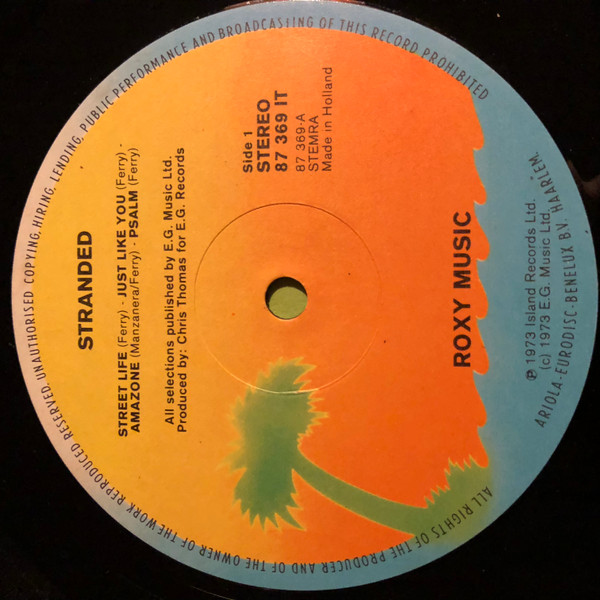 STRANDED
STREET LIFE (Ferry) - JUST LIKE YOU (Ferry) -
AMAZONE (Manzanera/Ferry) - PSALM (Ferry)
All selections published by E.G. Music Ltd.
Produced by: Chris Thomas for E.G. Records
Side 1
STEREO
87 369 IT
87 369-A
STEMRA
Made in Holland
ROXY MUSIC
℗ 1973 Island Records Ltd.
(c) 1973 E.G. Music Ltd.
ARIOLA-EURODISC-BENELUX B.V. HAARLEM.
ALL RIGHTS OF THE PRODUCER AND OF THE OWNER OF THE WORK REPRODUCED RESERVED. UNAUTHORISED COPYING, HIRING, LENDING, PUBLIC PERFORMANCE AND BROADCASTING OF THIS RECORD PROHIBITED